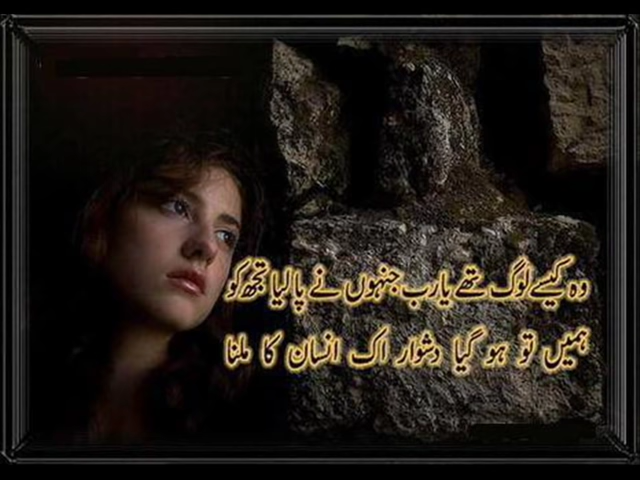 وہ کیسے لوگ تھے یارب جنہوں نے پا لیا تجھ کو
ہمیں تو ہو گیا دشوار اک انسان کا ملنا